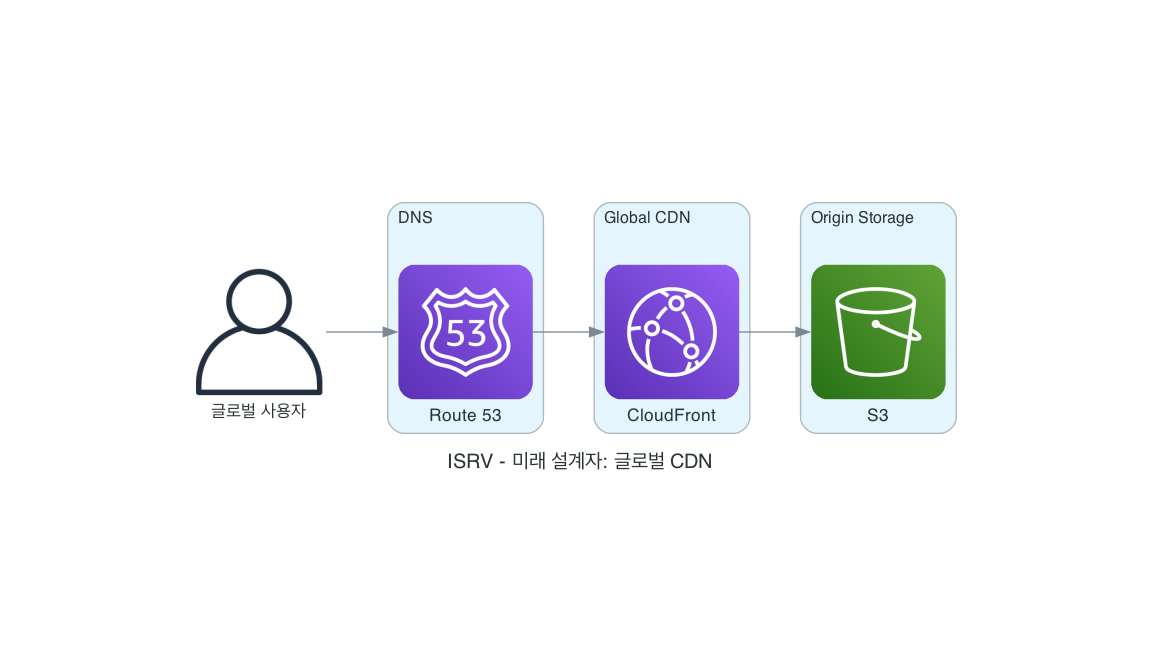 DNS
Global CDN
Origin Storage
53
글로벌 사용자
Route 53
CloudFront
S3
ISRV - 미래 설계자: 글로벌 CDN